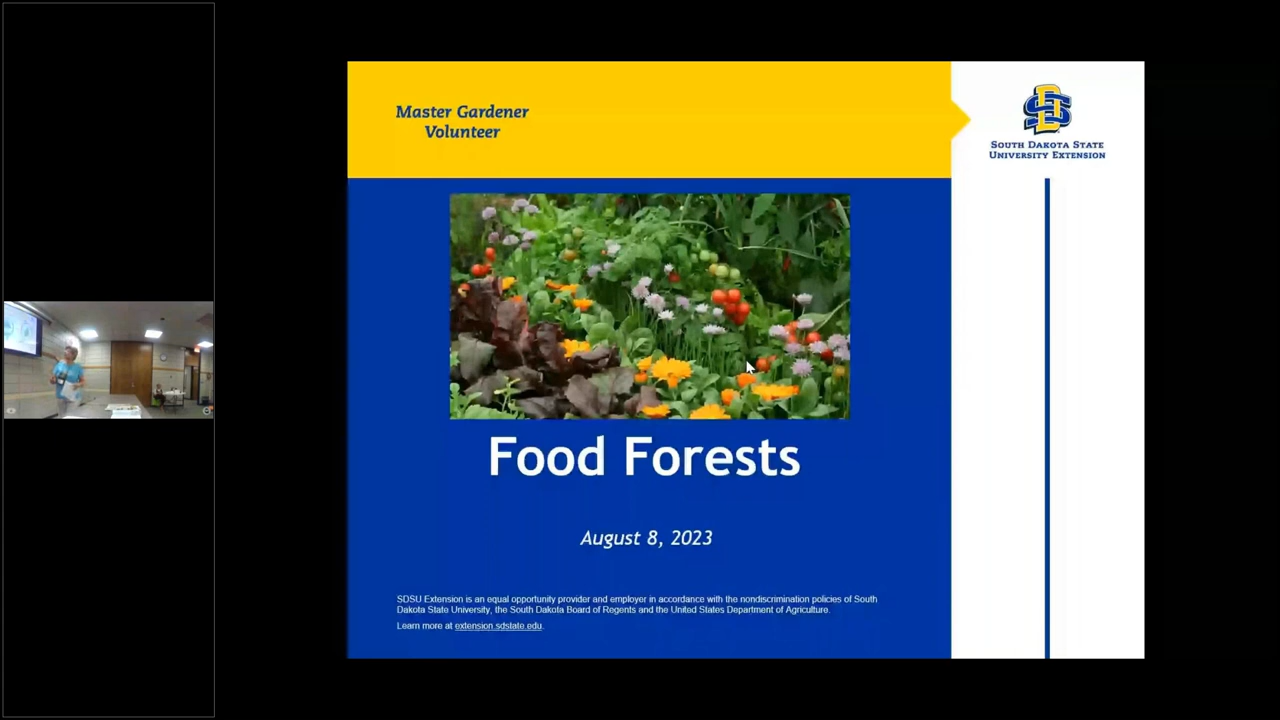 Master Gardener
Volunteer
SOUTH DAKOTA STATE
UNIVERSITY EXTENSION
Food Forests
August 8, 2023
SDSU Extension is an equal opportunity provider and employer in accordance with the nondiscrimination policies of South
Dakota State University, the South Dakota Board of Regents and the United States Department of Agriculture.
Learn more at extension.sdstate.edu.